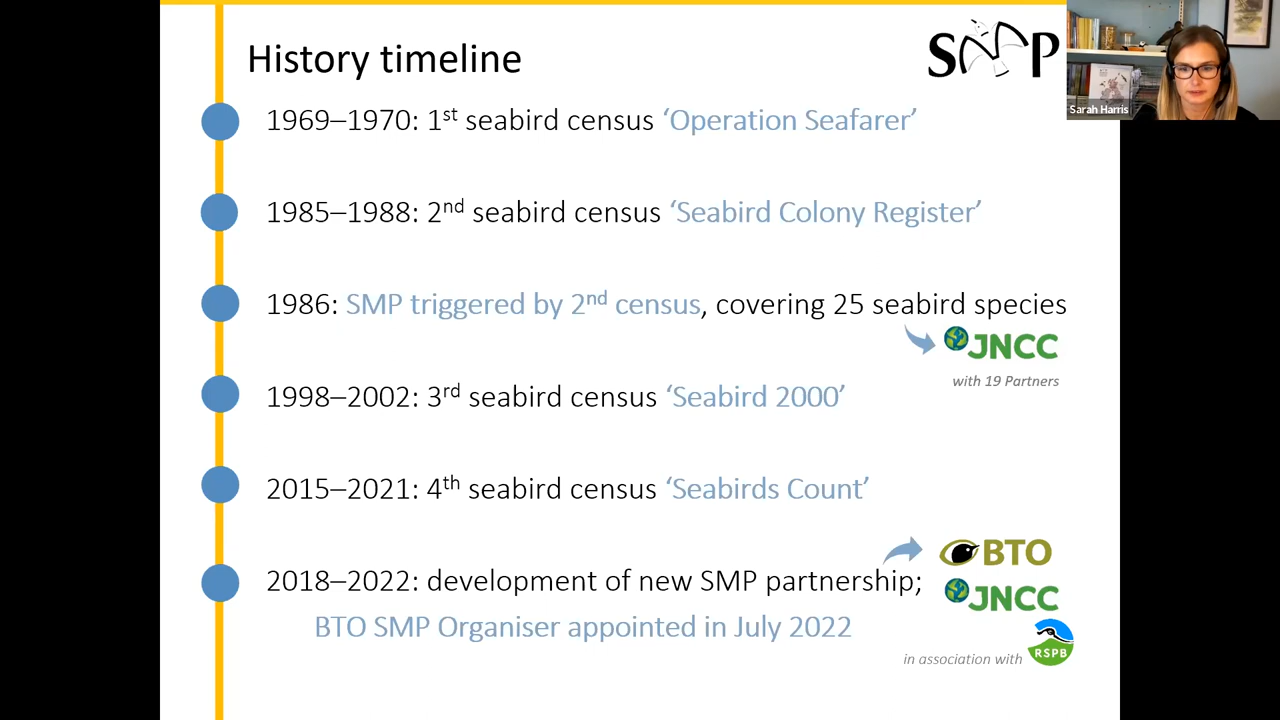 History timeline
SMP
Sarah Harris
1969–1970: 1st seabird census ‘Operation Seafarer’
1985–1988: 2nd seabird census ‘Seabird Colony Register’
1986: SMP triggered by 2nd census, covering 25 seabird species
JNCC
with 19 Partners
1998–2002: 3rd seabird census ‘Seabird 2000’
2015–2021: 4th seabird census ‘Seabirds Count’
BTO
2018–2022: development of new SMP partnership;
JNCC
BTO SMP Organiser appointed in July 2022
in association with RSPB